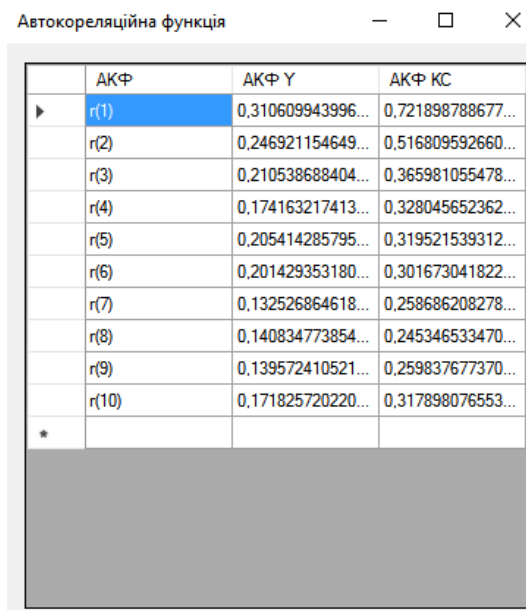 Автокореляційна функція
АКФ АКФ Y АКФ КС
r(1) 0,310609943996... 0,721898788677...
r(2) 0,246921154649... 0,516809592660...
r(3) 0,210538688404... 0,365981055478...
r(4) 0,174163217413... 0,328045652362...
r(5) 0,205414285795... 0,319521539312...
r(6) 0,201429353180... 0,301673041822...
r(7) 0,132526864618... 0,258686208278...
r(8) 0,140834773854... 0,245346533470...
r(9) 0,139572410521... 0,259837677370...
r(10) 0,171825720220... 0,317898076553...